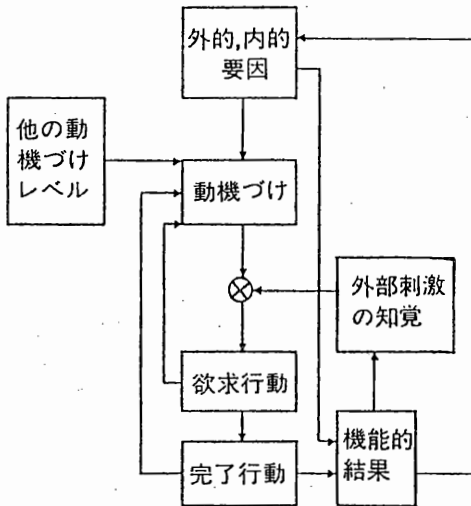 外的,内的
要因
他の動
機づけ
レベル
動機づけ
外部刺激
の知覚
欲求行動
完了行動
機能的
結果